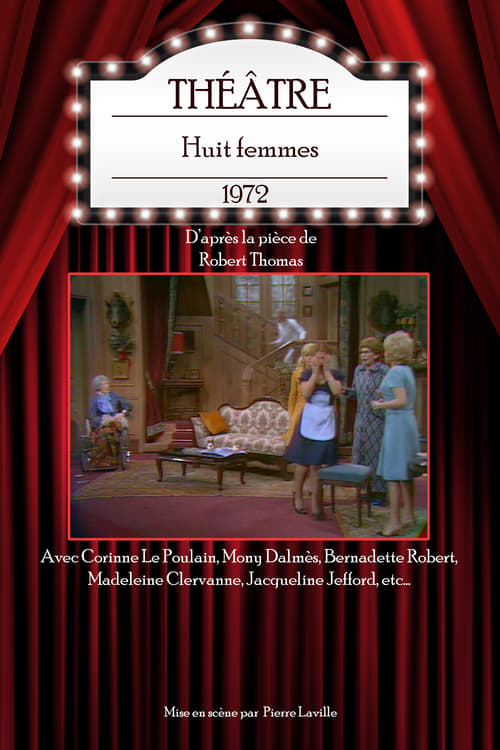 THÉÂTRE
Huit femmes
1972
D'après la pièce de
Robert Thomas
Avec Corinne Le Poulain, Mony Dalmès, Bernadette Robert,
Madeleine Clervanne, Jacqueline Jefford, etc...
Mise en scène par Pierre Laville